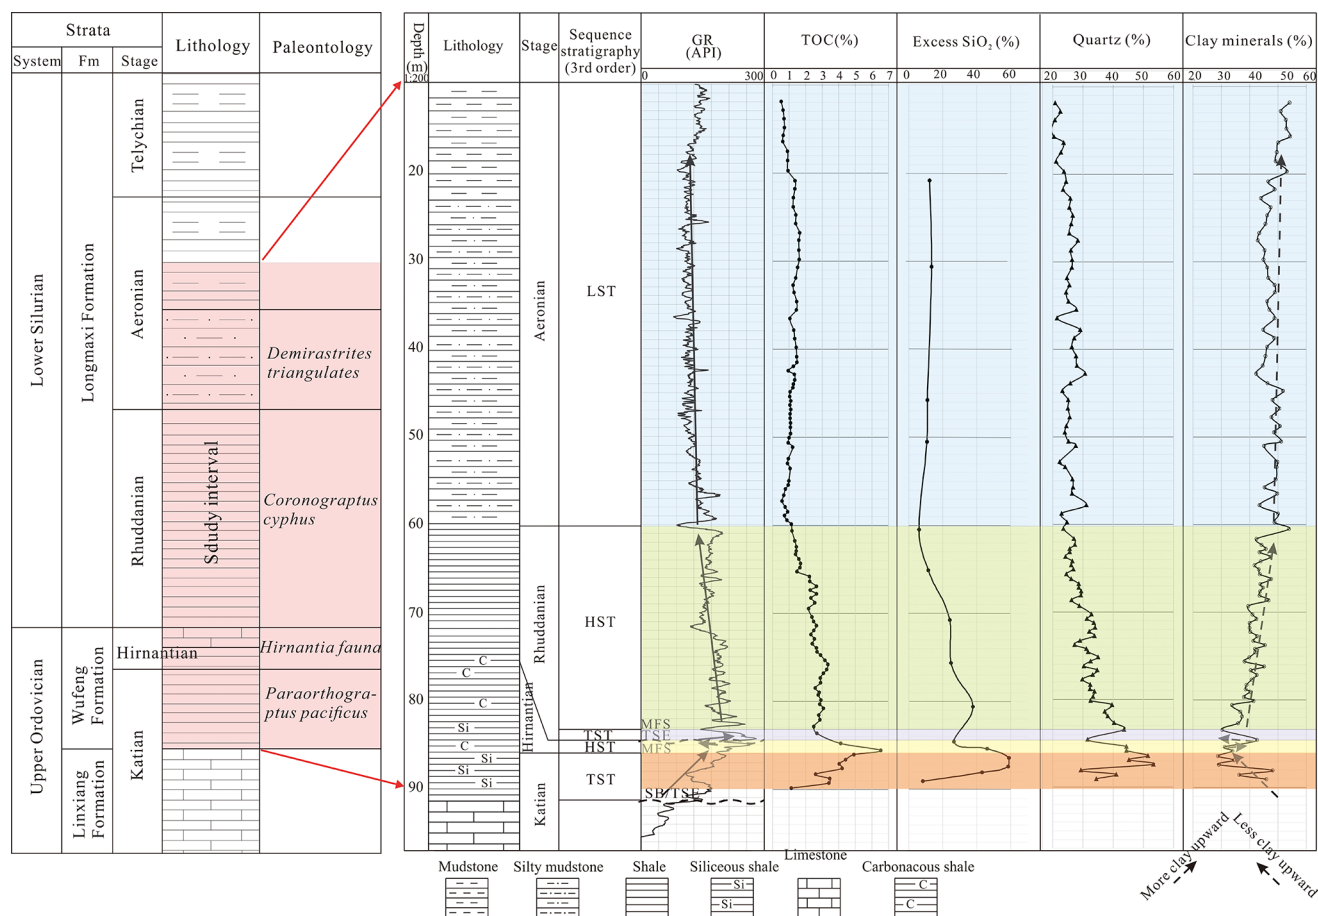 Strata
System
Fm
Stage
Lithology
Paleontology
Lower Silurian
Longmaxi Formation
Telychian
Aeronian
Rhuddanian
Sdudy interval
Demirastrites
triangulates
Coronograptus
cyphus
Upper Ordovician
Wufeng
Formation
Linxiang
Formation
Hirnantian
Katian
Hirnantia fauna
Paraorthogra-
ptus pacificus
Depth
(m)
1:200
Lithology
Stage
Sequence
stratigraphy
(3rd order)
GR
(API)
0 300
TOC(%)
0 1 2 3 4 5 6 7
Excess SiO₂ (%)
0 20 40 60
Quartz (%)
20 30 40 50 60
Clay minerals (%)
20 30 40 50 60
20
30
40
50
60
70
80
90
C
C
C
Si
C
Si
Si
Si
Aeronian
Rhuddanian
Hirnantian
Katian
LST
HST
TST
HST
TST
MFS
TSE
MFS
SB/TSE
More clay upward
Less clay upward
Mudstone
Silty mudstone
Shale
Siliceous shale
Limestone
Carbonacous shale
Si
Si
C
C